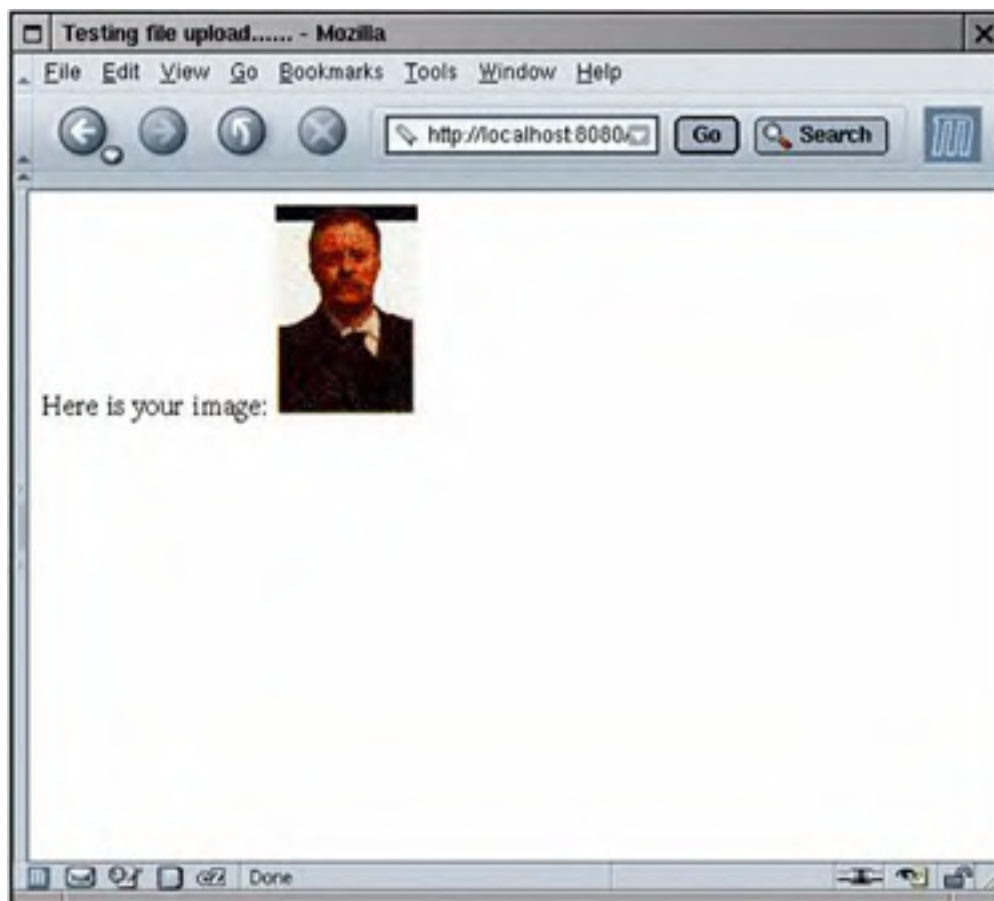 Testing file upload...... - Mozilla
File Edit View Go Bookmarks Tools Window Help
http://localhost:8080/ Go Search
Here is your image:
Done